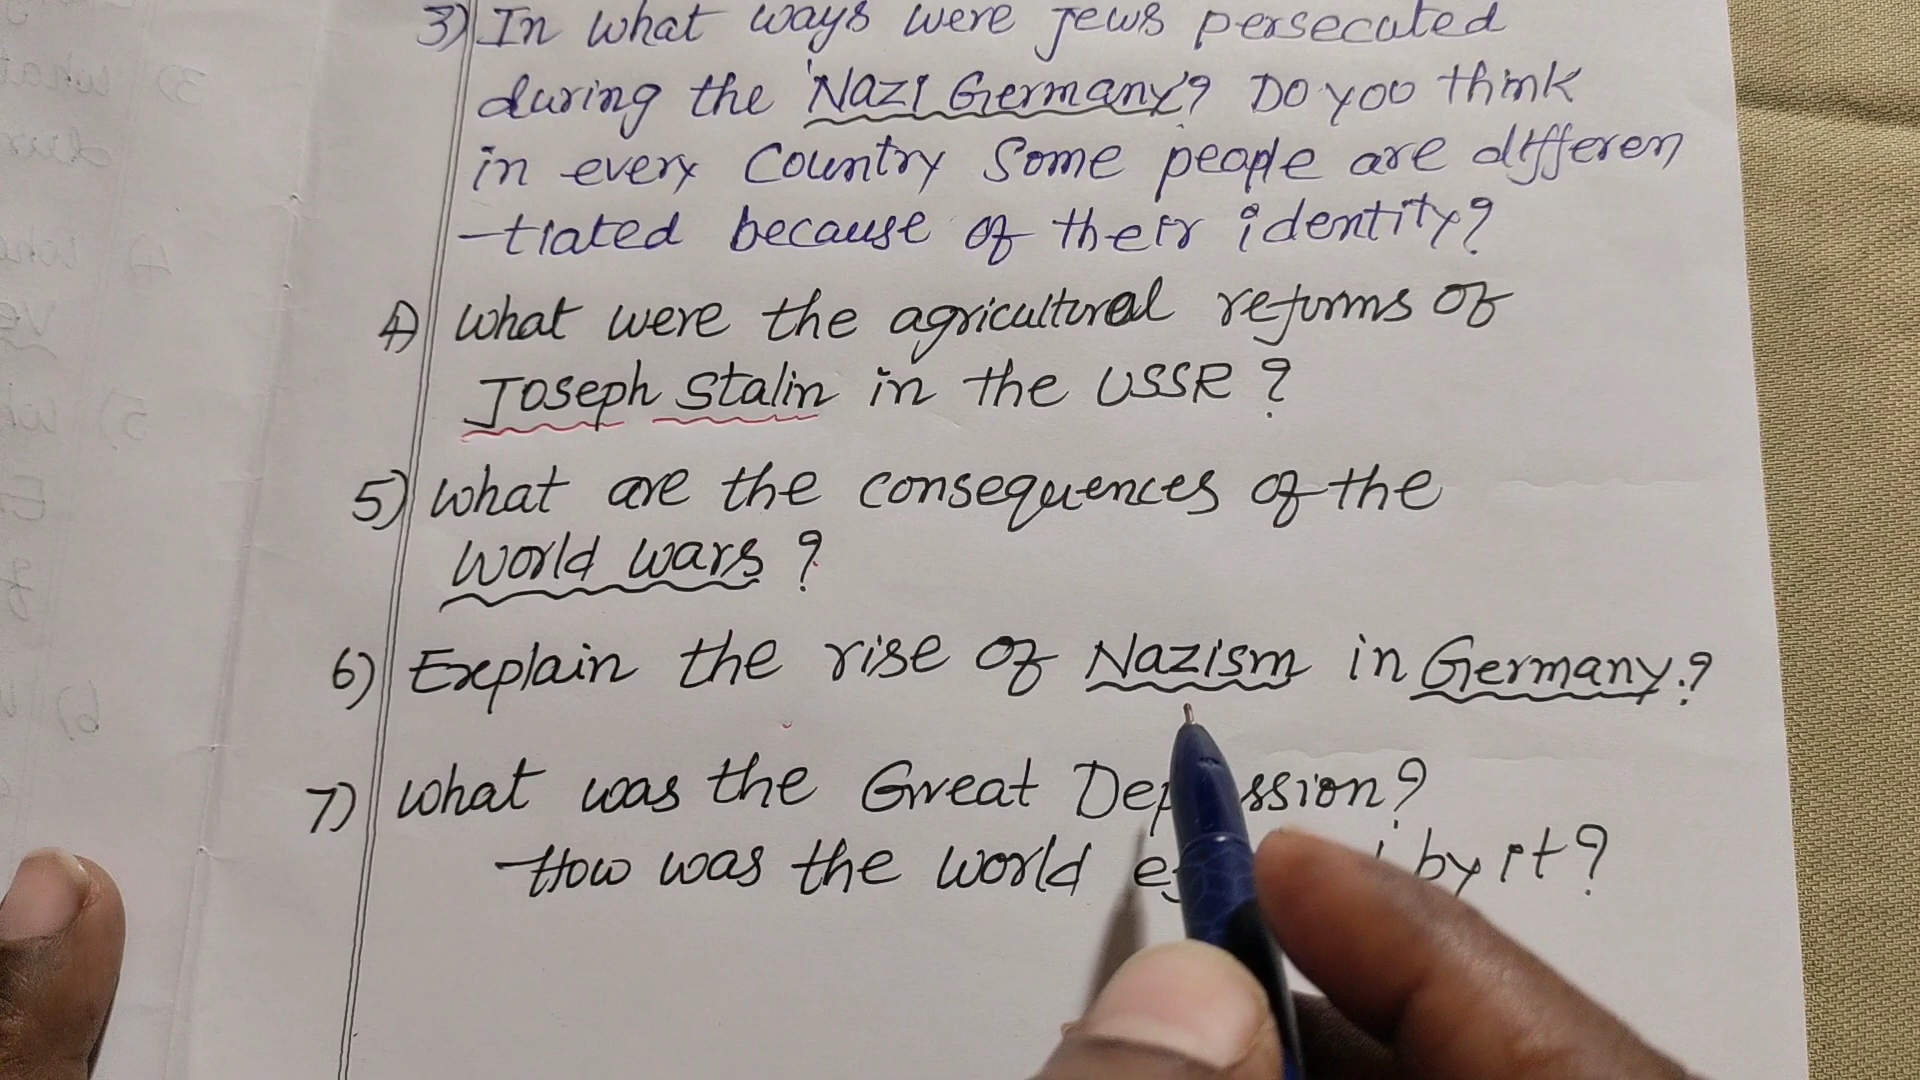 3) In what ways were Jews persecuted
during the 'Nazi Germany'? Do you think
in every Country Some people are differen
-tiated because of their identity?
4) What were the agricultural reforms of
Joseph Stalin in the USSR ?
5) What are the consequences of the
World wars ?
6) Explain the rise of Nazism in Germany.?
7) What was the Great
How was the world by it?